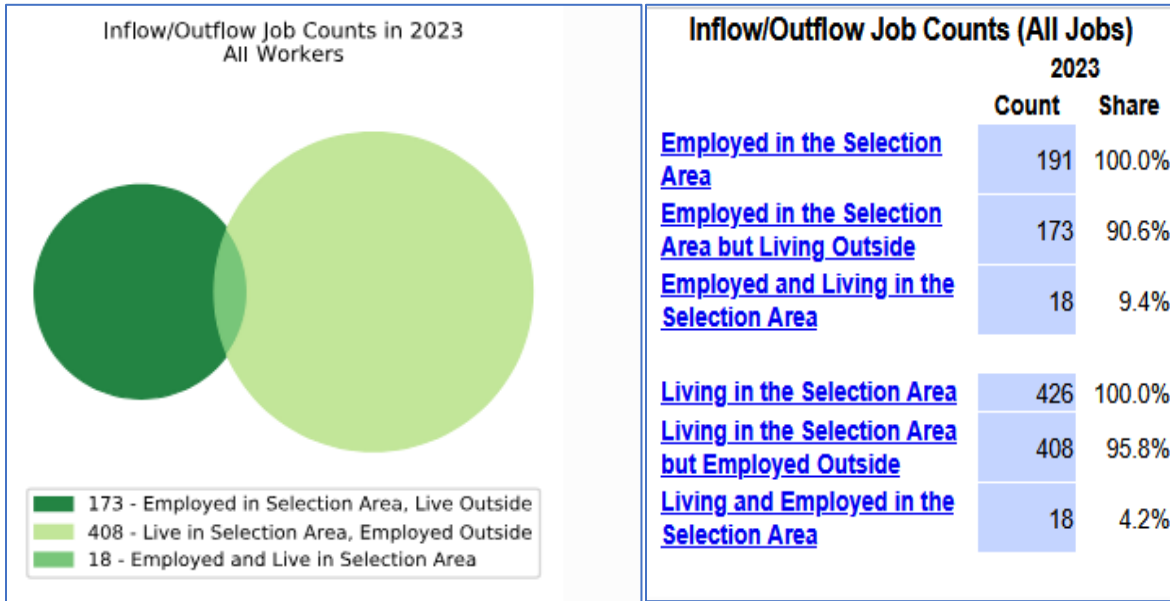 Inflow/Outflow Job Counts in 2023
All Workers
173 - Employed in Selection Area, Live Outside
408 - Live in Selection Area, Employed Outside
18 - Employed and Live in Selection Area
Inflow/Outflow Job Counts (All Jobs)
2023
Count Share
Employed in the Selection
Area 191 100.0%
Employed in the Selection
Area but Living Outside 173 90.6%
Employed and Living in the
Selection Area 18 9.4%
Living in the Selection Area 426 100.0%
Living in the Selection Area
but Employed Outside 408 95.8%
Living and Employed in the
Selection Area 18 4.2%